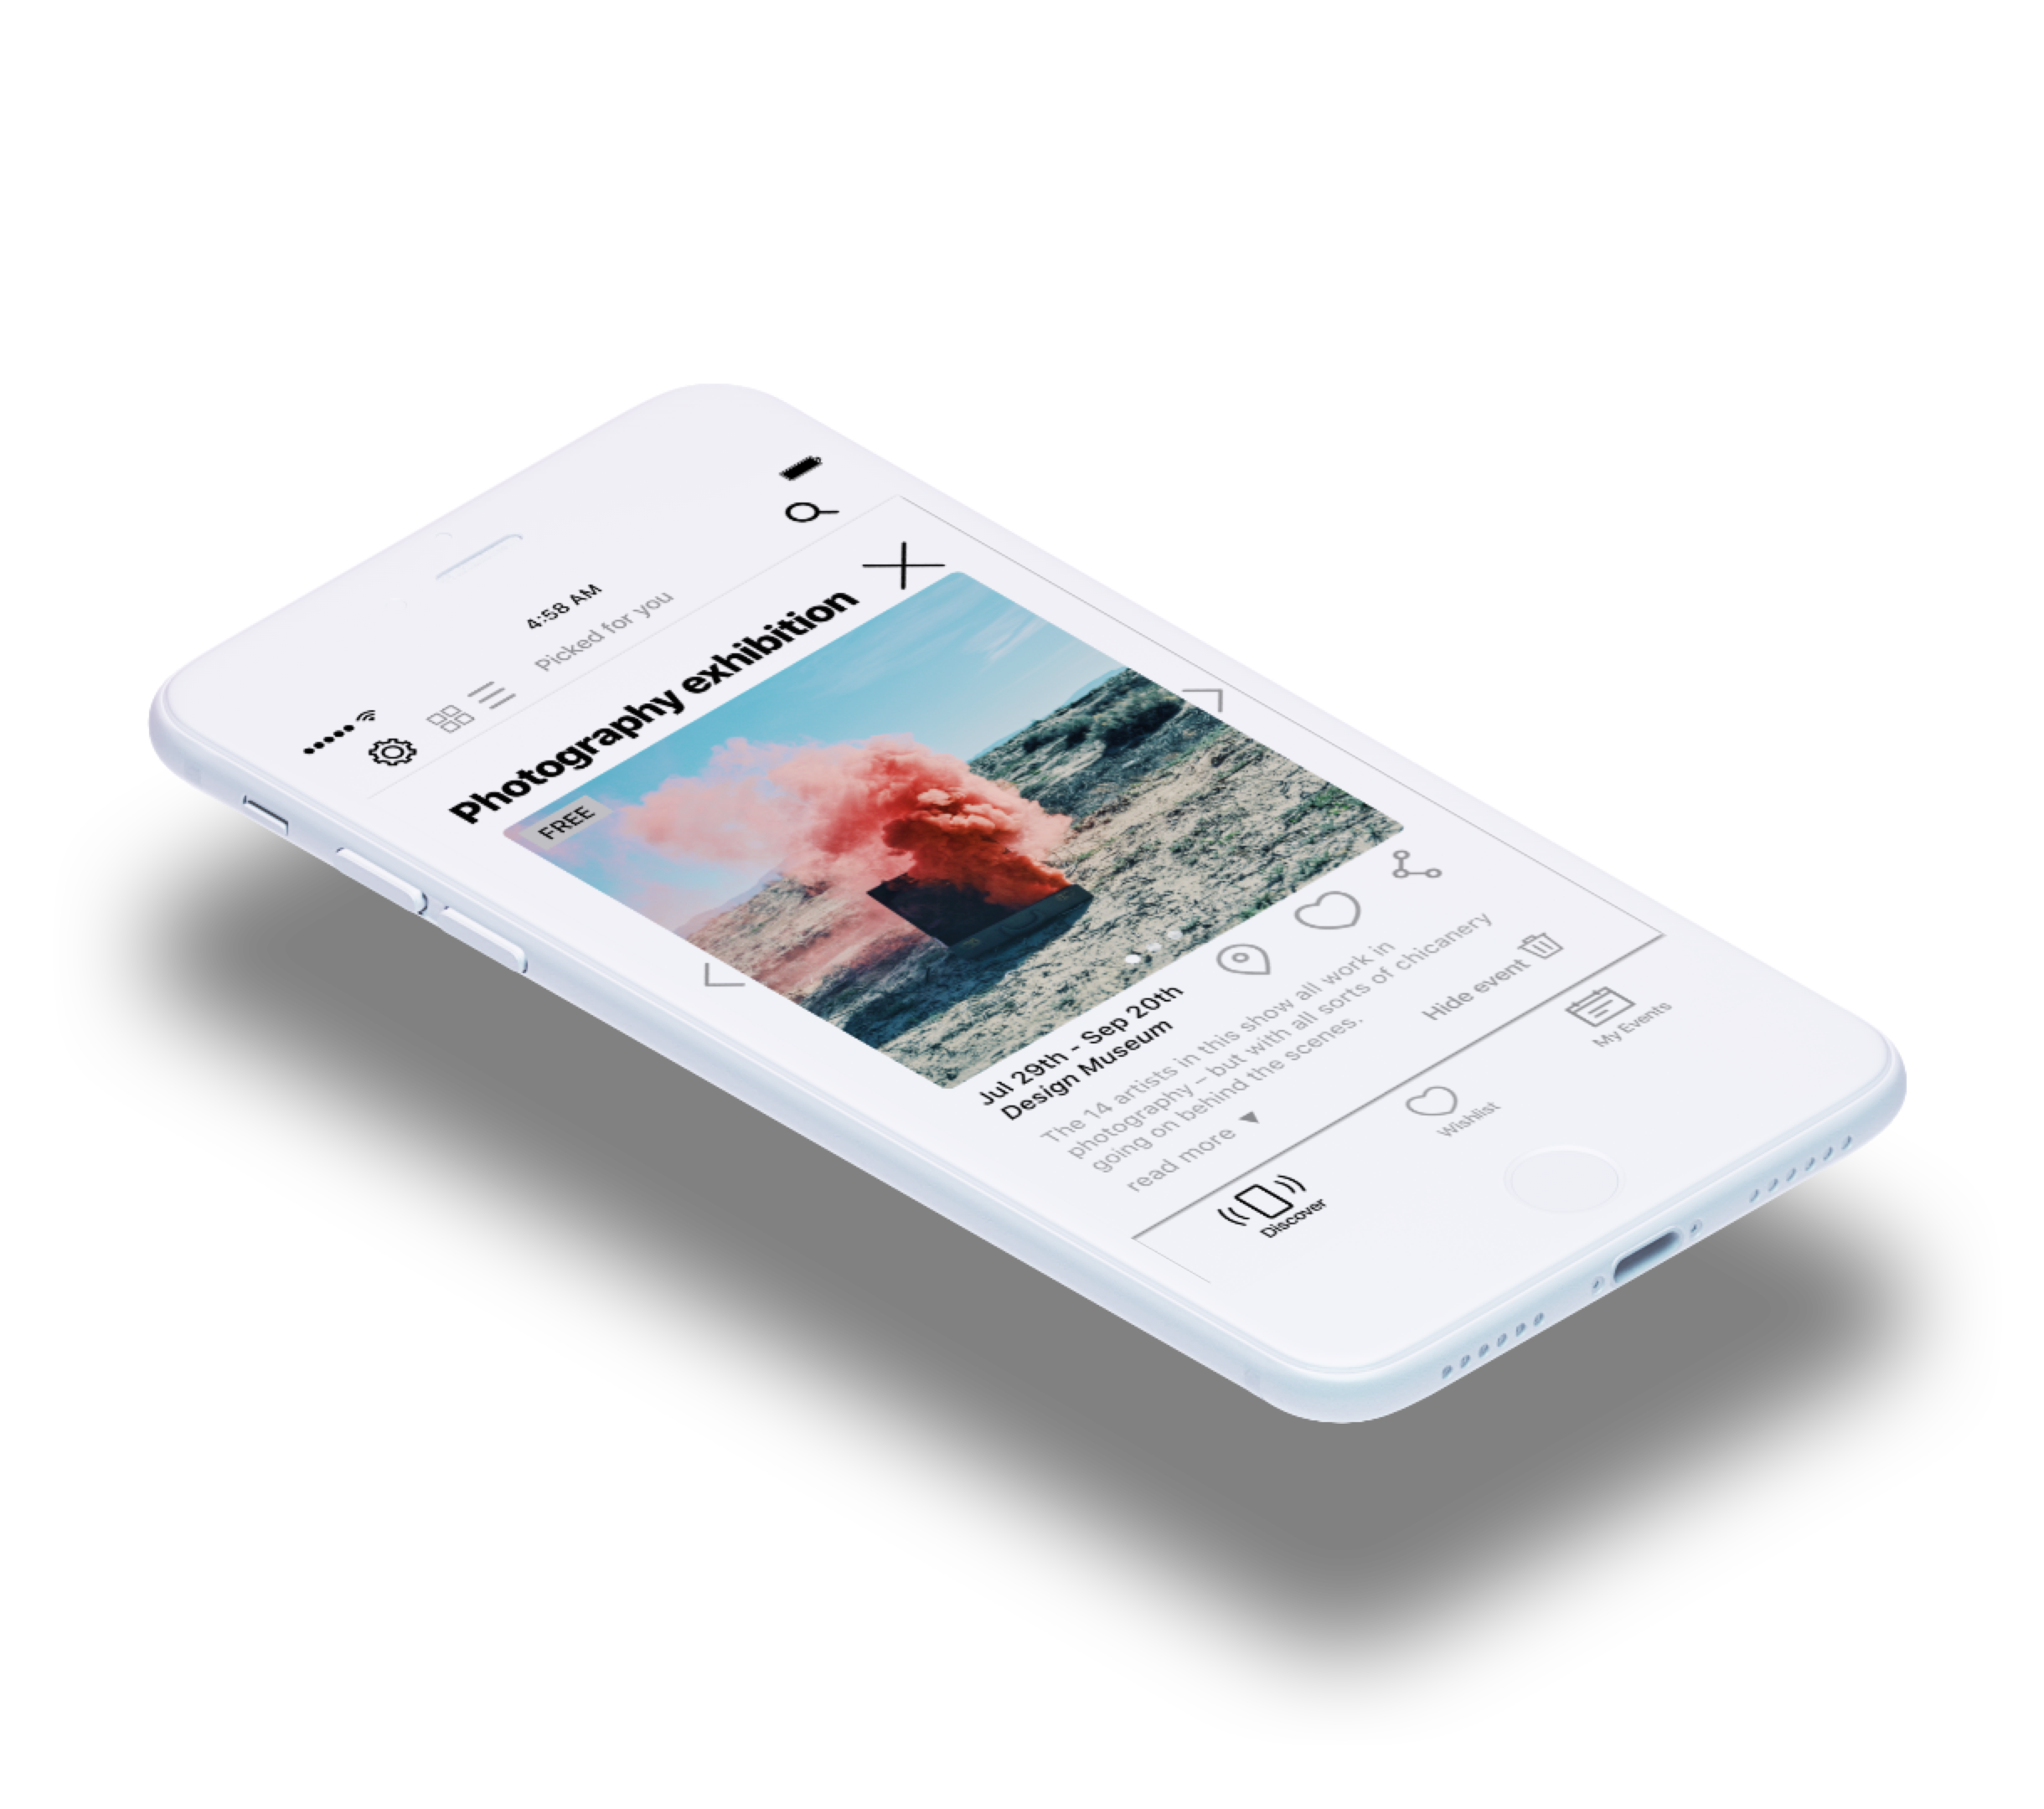 4:58 AM
Picked for you
Photography exhibition
FREE
Jul 29th - Sep 20th
Design Museum
The 14 artists in this show all work in
photography – but with all sorts of chicanery
going on behind the scenes.
read more
Hide event
Discover
Wishlist
My Events